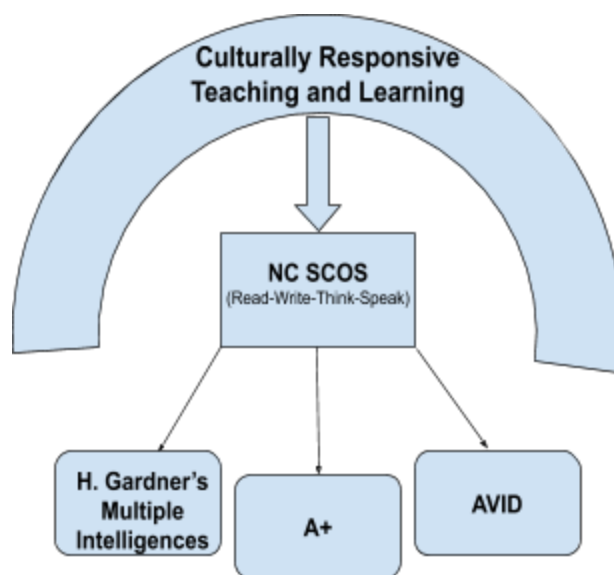 Culturally Responsive
Teaching and Learning
NC SCOS
(Read-Write-Think-Speak)
H. Gardner's
Multiple
Intelligences
A+
AVID